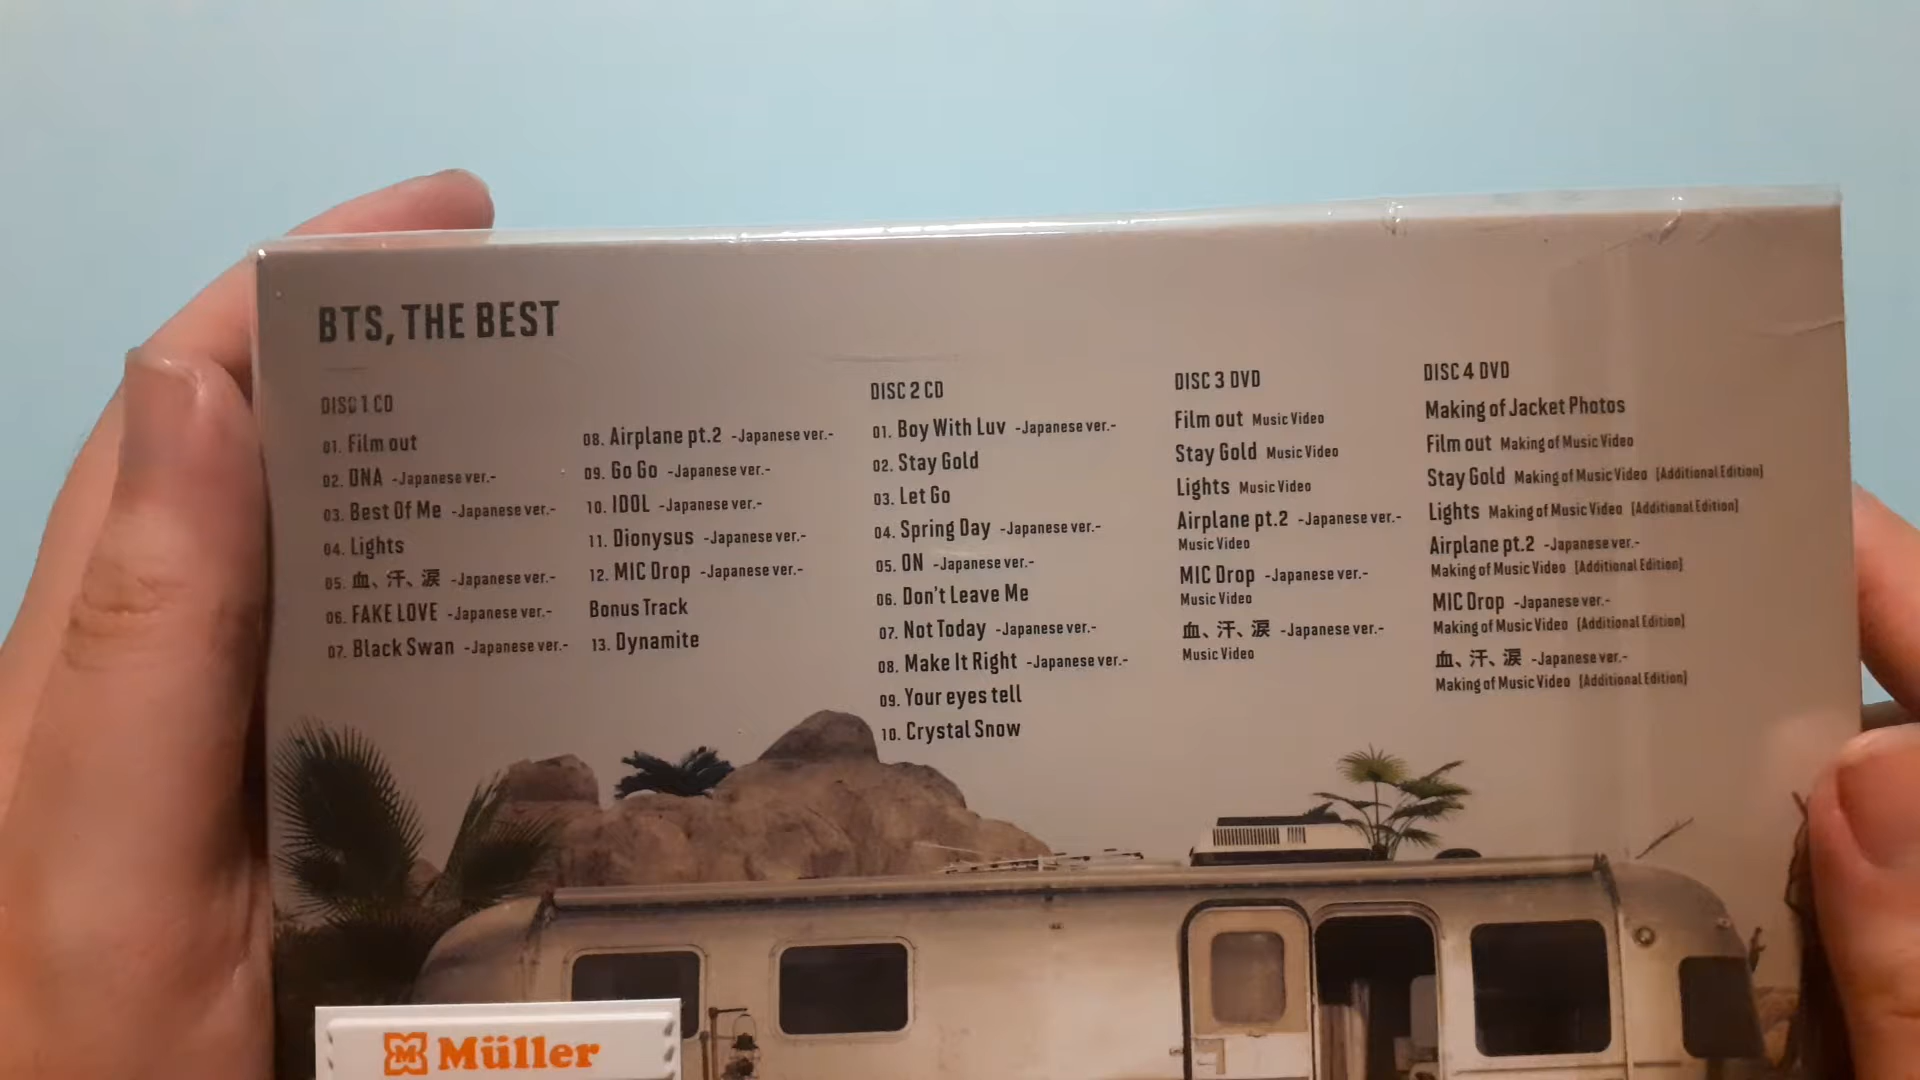 BTS, THE BEST
DISC 1 CD
01. Film out
02. DNA -Japanese ver.-
03. Best Of Me -Japanese ver.-
04. Lights
05. 血、汗、涙 -Japanese ver.-
06. FAKE LOVE -Japanese ver.-
07. Black Swan -Japanese ver.-
08. Airplane pt.2 -Japanese ver.-
09. Go Go -Japanese ver.-
10. IDOL -Japanese ver.-
11. Dionysus -Japanese ver.-
12. MIC Drop -Japanese ver.-
Bonus Track
13. Dynamite
DISC 2 CD
01. Boy With Luv -Japanese ver.-
02. Stay Gold
03. Let Go
04. Spring Day -Japanese ver.-
05. ON -Japanese ver.-
06. Don't Leave Me
07. Not Today -Japanese ver.-
08. Make It Right -Japanese ver.-
09. Your eyes tell
10. Crystal Snow
DISC 3 DVD
Film out Music Video
Stay Gold Music Video
Lights Music Video
Airplane pt.2 -Japanese ver.-
Music Video
MIC Drop -Japanese ver.-
Music Video
血、汗、涙 -Japanese ver.-
Music Video
DISC 4 DVD
Making of Jacket Photos
Film out Making of Music Video
Stay Gold Making of Music Video [Additional Edition]
Lights Making of Music Video [Additional Edition]
Airplane pt.2 -Japanese ver.-
Making of Music Video [Additional Edition]
MIC Drop -Japanese ver.-
Making of Music Video [Additional Edition]
血、汗、涙 -Japanese ver.-
Making of Music Video [Additional Edition]
M Müller